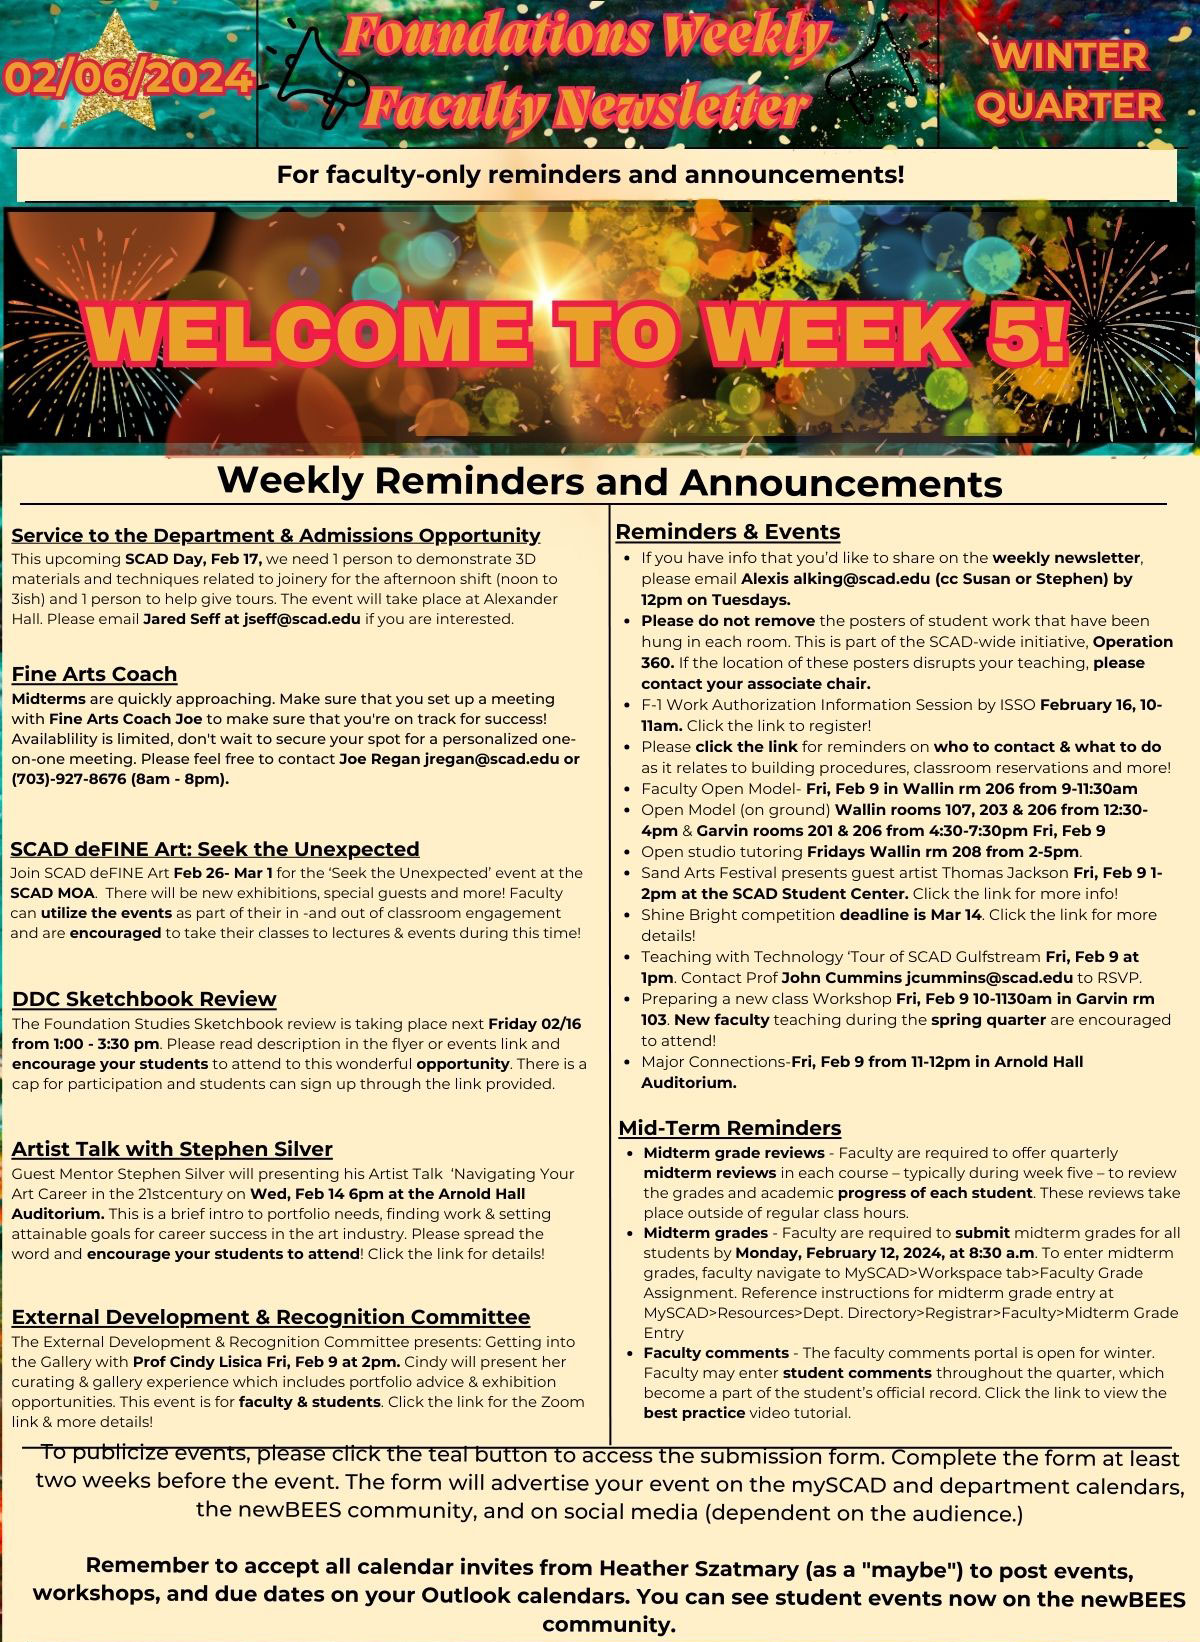 02/06/2024
Foundations Weekly
Faculty Newsletter
WINTER
QUARTER
For faculty-only reminders and announcements!
WELCOME TO WEEK 5!
Weekly Reminders and Announcements
Service to the Department & Admissions Opportunity
This upcoming SCAD Day, Feb 17, we need 1 person to demonstrate 3D
materials and techniques related to joinery for the afternoon shift (noon to
3ish) and 1 person to help give tours. The event will take place at Alexander
Hall. Please email Jared Seff at jseff@scad.edu if you are interested.
Fine Arts Coach
Midterms are quickly approaching. Make sure that you set up a meeting
with Fine Arts Coach Joe to make sure that you're on track for success!
Availablility is limited, don't wait to secure your spot for a personalized one-
on-one meeting. Please feel free to contact Joe Regan jregan@scad.edu or
(703)-927-8676 (8am - 8pm).
SCAD deFINE Art: Seek the Unexpected
Join SCAD deFINE Art Feb 26- Mar 1 for the ‘Seek the Unexpected’ event at the
SCAD MOA.  There will be new exhibitions, special guests and more! Faculty
can utilize the events as part of their in -and out of classroom engagement
and are encouraged to take their classes to lectures & events during this time!
DDC Sketchbook Review
The Foundation Studies Sketchbook review is taking place next Friday 02/16
from 1:00 - 3:30 pm. Please read description in the flyer or events link and
encourage your students to attend to this wonderful opportunity. There is a
cap for participation and students can sign up through the link provided.
Artist Talk with Stephen Silver
Guest Mentor Stephen Silver will presenting his Artist Talk  ‘Navigating Your
Art Career in the 21stcentury on Wed, Feb 14 6pm at the Arnold Hall
Auditorium. This is a brief intro to portfolio needs, finding work & setting
attainable goals for career success in the art industry. Please spread the
word and encourage your students to attend! Click the link for details!
External Development & Recognition Committee
The External Development & Recognition Committee presents: Getting into
the Gallery with Prof Cindy Lisica Fri, Feb 9 at 2pm. Cindy will present her
curating & gallery experience which includes portfolio advice & exhibition
opportunities. This event is for faculty & students. Click the link for the Zoom
link & more details!
Reminders & Events
• If you have info that you’d like to share on the weekly newsletter,
please email Alexis alking@scad.edu (cc Susan or Stephen) by
12pm on Tuesdays.
• Please do not remove the posters of student work that have been
hung in each room. This is part of the SCAD-wide initiative, Operation
360. If the location of these posters disrupts your teaching, please
contact your associate chair.
• F-1 Work Authorization Information Session by ISSO February 16, 10-
11am. Click the link to register!
• Please click the link for reminders on who to contact & what to do
as it relates to building procedures, classroom reservations and more!
• Faculty Open Model- Fri, Feb 9 in Wallin rm 206 from 9-11:30am
• Open Model (on ground) Wallin rooms 107, 203 & 206 from 12:30-
4pm & Garvin rooms 201 & 206 from 4:30-7:30pm Fri, Feb 9
• Open studio tutoring Fridays Wallin rm 208 from 2-5pm.
• Sand Arts Festival presents guest artist Thomas Jackson Fri, Feb 9 1-
2pm at the SCAD Student Center. Click the link for more info!
• Shine Bright competition deadline is Mar 14. Click the link for more
details!
• Teaching with Technology ‘Tour of SCAD Gulfstream Fri, Feb 9 at
1pm. Contact Prof John Cummins jcummins@scad.edu to RSVP.
• Preparing a new class Workshop Fri, Feb 9 10-1130am in Garvin rm
103. New faculty teaching during the spring quarter are encouraged
to attend!
• Major Connections-Fri, Feb 9 from 11-12pm in Arnold Hall
Auditorium.
Mid-Term Reminders
• Midterm grade reviews - Faculty are required to offer quarterly
midterm reviews in each course – typically during week five – to review
the grades and academic progress of each student. These reviews take
place outside of regular class hours.
• Midterm grades - Faculty are required to submit midterm grades for all
students by Monday, February 12, 2024, at 8:30 a.m. To enter midterm
grades, faculty navigate to MySCAD>Workspace tab>Faculty Grade
Assignment. Reference instructions for midterm grade entry at
MySCAD>Resources>Dept. Directory>Registrar>Faculty>Midterm Grade
Entry
• Faculty comments - The faculty comments portal is open for winter.
Faculty may enter student comments throughout the quarter, which
become a part of the student’s official record. Click the link to view the
best practice video tutorial.
To publicize events, please click the teal button to access the submission form. Complete the form at least
two weeks before the event. The form will advertise your event on the mySCAD and department calendars,
the newBEES community, and on social media (dependent on the audience.)
Remember to accept all calendar invites from Heather Szatmary (as a "maybe") to post events,
workshops, and due dates on your Outlook calendars. You can see student events now on the newBEES
community.